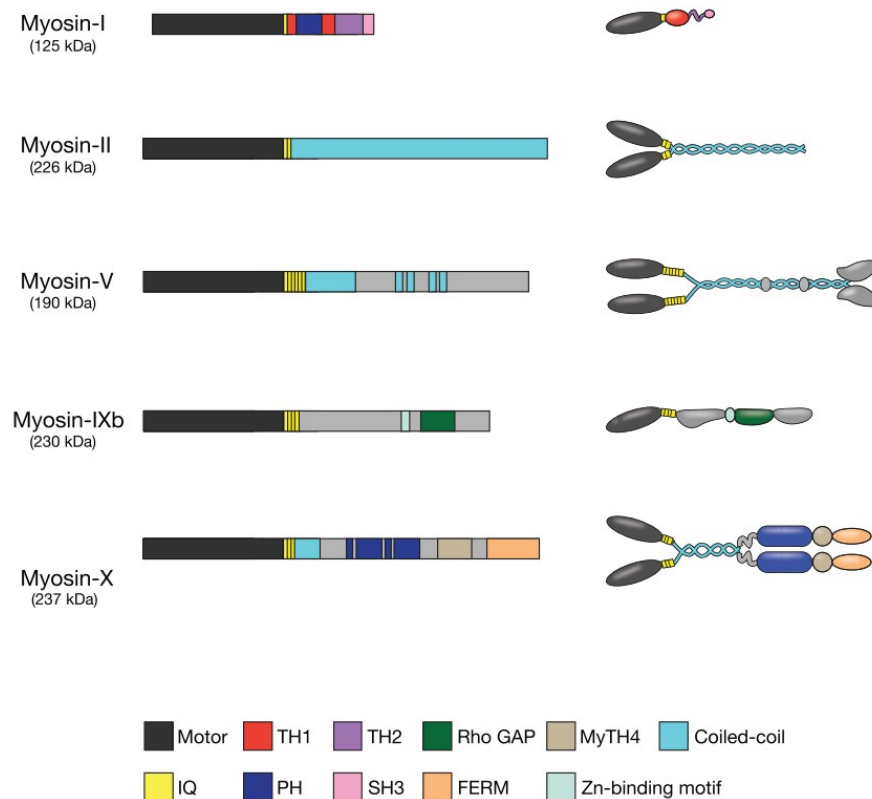 Myosin-I
(125 kDa)
Myosin-II
(226 kDa)
Myosin-V
(190 kDa)
Myosin-IXb
(230 kDa)
Myosin-X
(237 kDa)
Motor TH1 TH2 Rho GAP MyTH4 Coiled-coil
IQ PH SH3 FERM Zn-binding motif